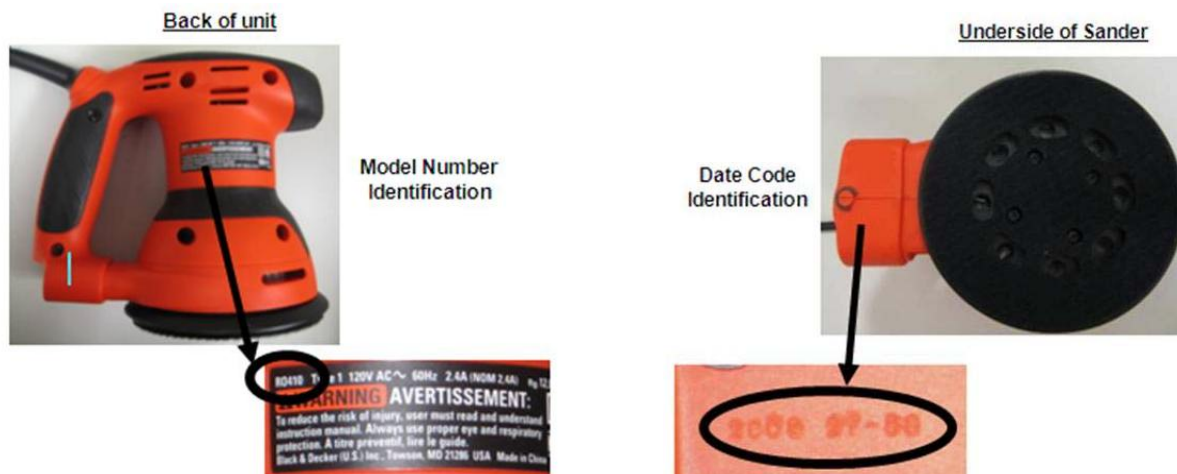 Back of unit
Underside of Sander
Model Number
Identification
Date Code
Identification
RO410 Type 1 120V AC~ 60Hz 2.4A (NOM 2.4A)
WARNING AVERTISSEMENT:
To reduce the risk of injury, user must read and understand
instruction manual. Always use proper eye and respiratory
protection. A titre preventif, lire le guide.
Black & Decker (U.S.) Inc., Towson, MD 21286 USA Made in China